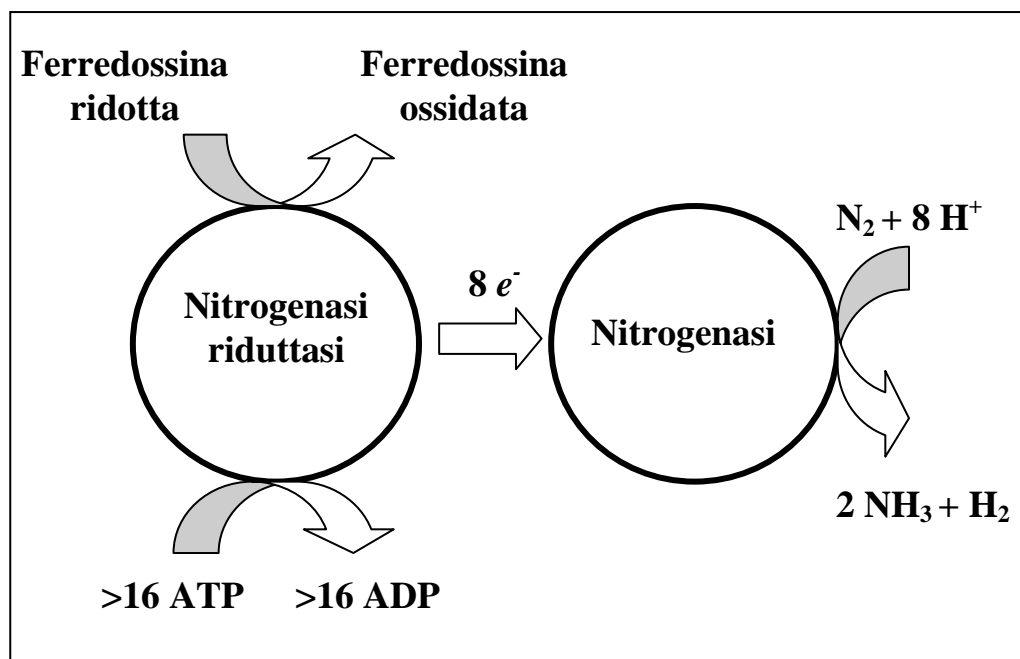 Ferredossina
ridotta
Ferredossina
ossidata
N₂ + 8 H⁺
8 e⁻
Nitrogenasi
riduttasi
Nitrogenasi
2 NH₃ + H₂
>16 ATP
>16 ADP